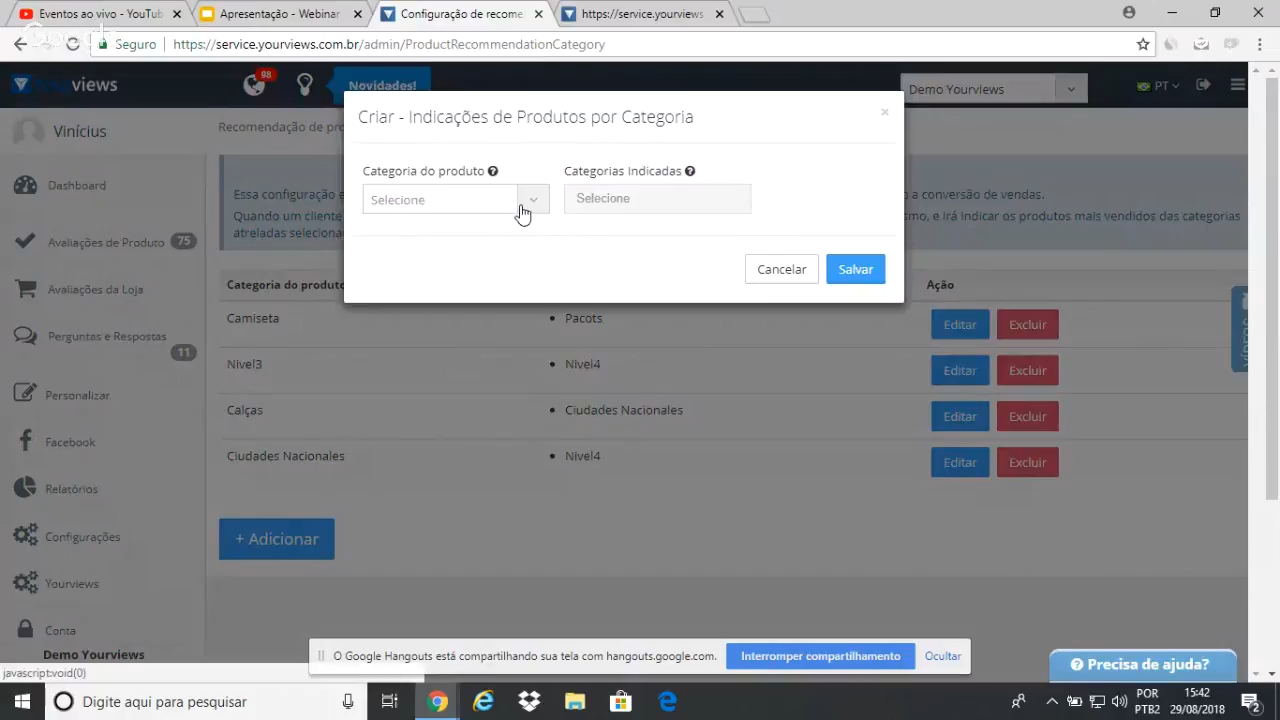 Eventos ao vivo - YouTub
Apresentação - Webinar
Configuração de recome
https://service.yourviews
Seguro
https://service.yourviews.com.br/admin/ProductRecommendationCategory
views
98
Novidades!
Demo Yourviews
PT
Vinícius
Recomendação de pro
Criar - Indicações de Produtos por Categoria
×
Categoria do produto
Categorias Indicadas
Selecione
Selecione
Cancelar
Salvar
Essa configuração e
a conversão de vendas.
Quando um cliente
smo, e irá indicar os produtos mais vendidos das categorias
atreladas seleciona
Dashboard
Avaliações de Produto 75
Avaliações da Loja
Perguntas e Respostas
11
Personalizar
Facebook
Relatórios
Configurações
Yourviews
Conta
Demo Yourviews
Categoria do produto
Ação
Camiseta
• Pacots
Editar
Excluir
Nivel3
• Nivel4
Editar
Excluir
Calças
• Ciudades Nacionales
Editar
Excluir
Ciudades Nacionales
• Nivel4
Editar
Excluir
+ Adicionar
O Google Hangouts está compartilhando sua tela com hangouts.google.com.
Interromper compartilhamento
Ocultar
Precisa de ajuda?
javascript:void(0)
Digite aqui para pesquisar
POR
PTB2
15:42
29/08/2018
2